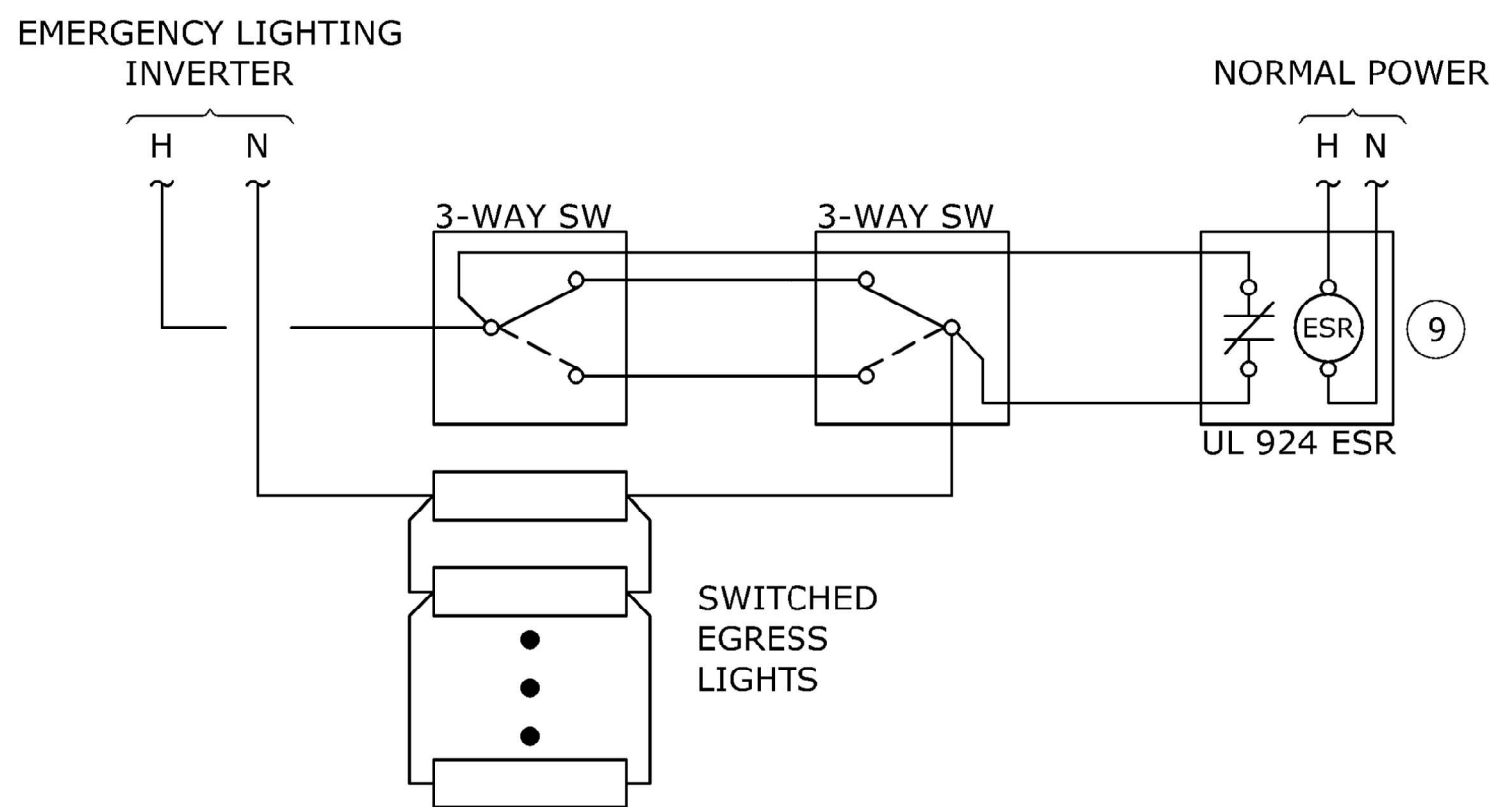 EMERGENCY LIGHTING
INVERTER
H N
NORMAL POWER
H N
3-WAY SW
3-WAY SW
ESR
9
UL 924 ESR
SWITCHED
EGRESS
LIGHTS